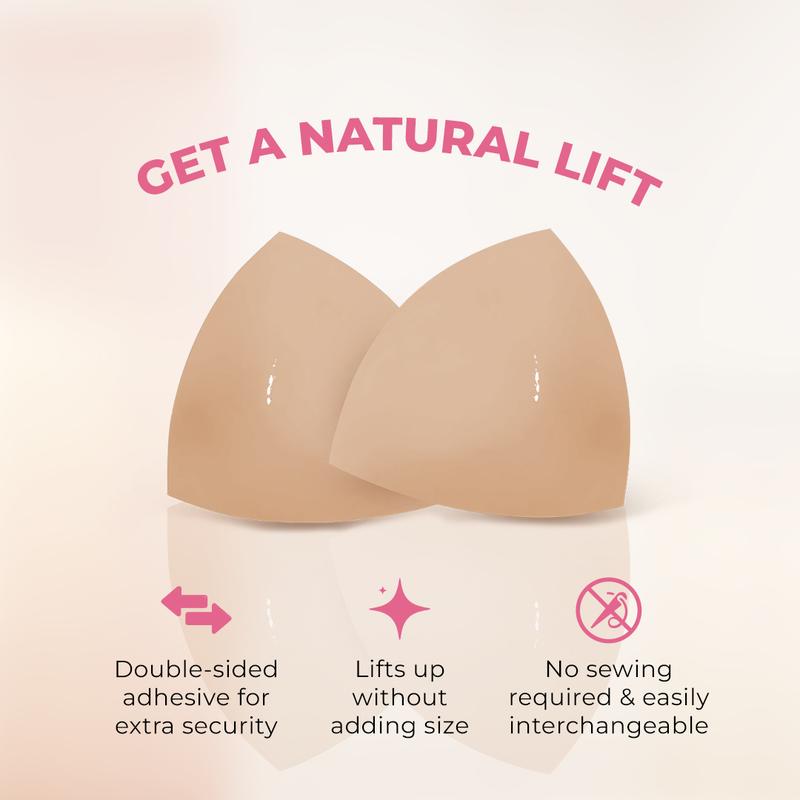 GET A NATURAL LIFT
Double-sided
adhesive for
extra security
Lifts up
without
adding size
No sewing
required & easily
interchangeable